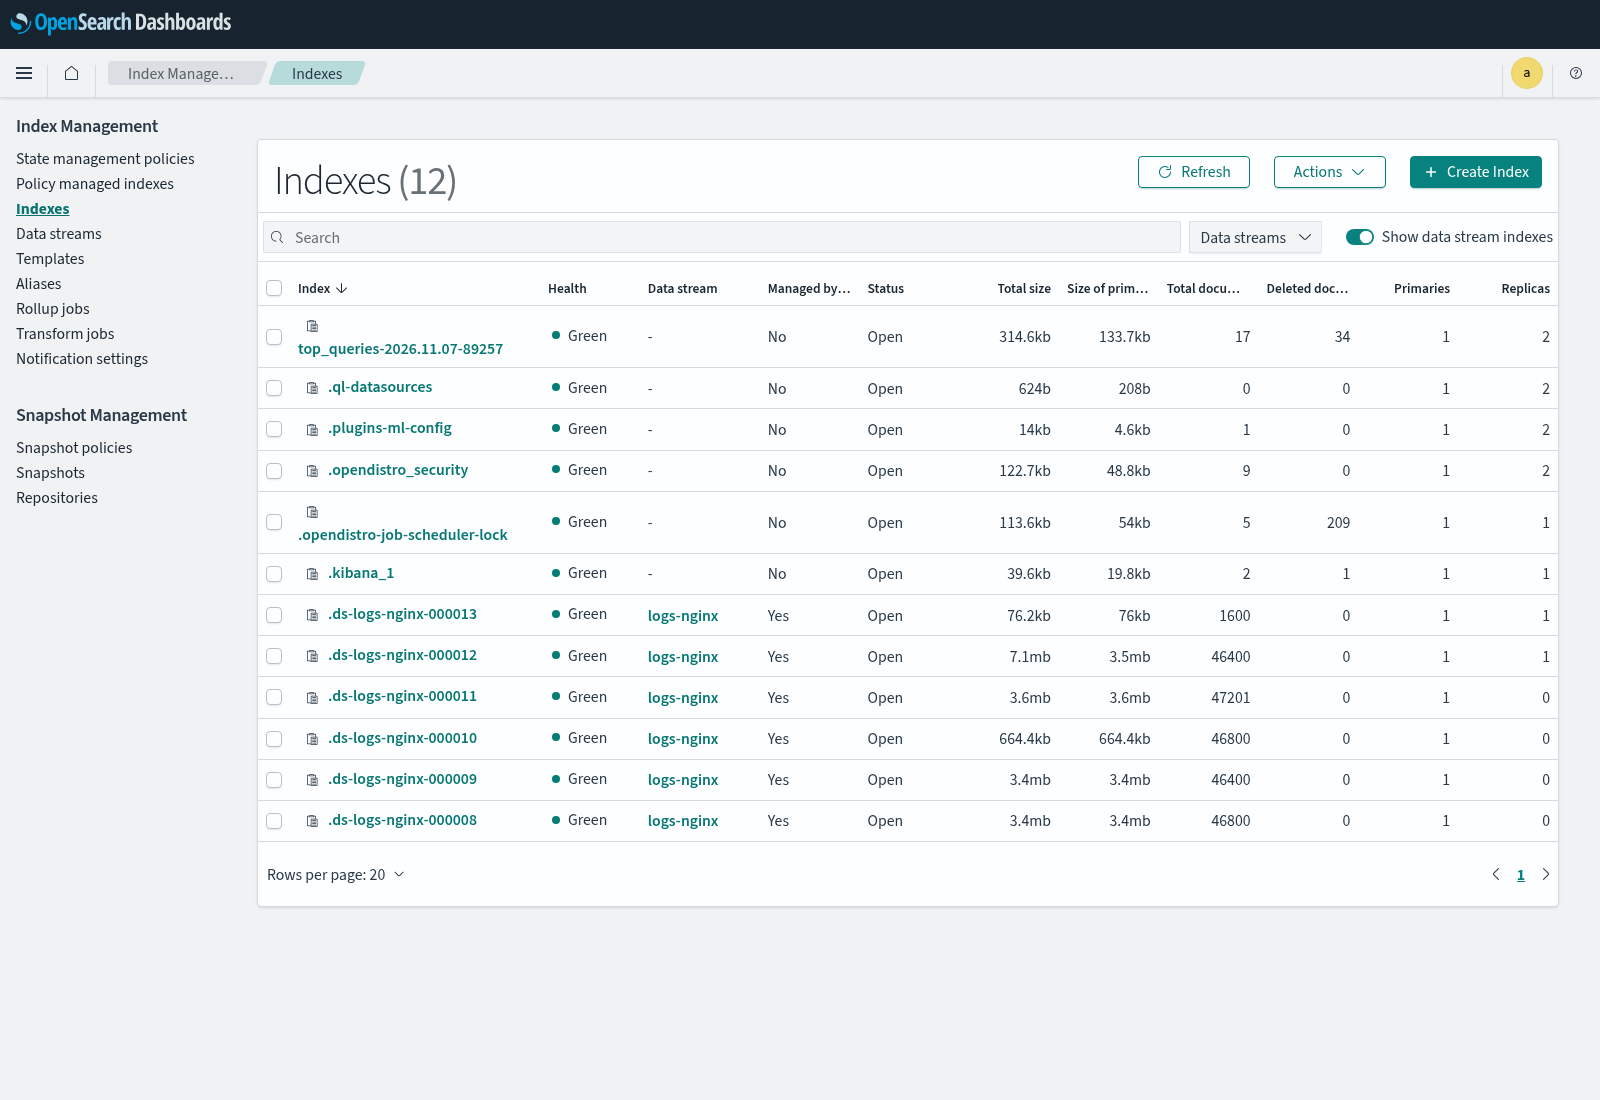 OpenSearch Dashboards
Index Manage…
Indexes
a
Index Management
State management policies
Policy managed indexes
Indexes
Data streams
Templates
Aliases
Rollup jobs
Transform jobs
Notification settings
Snapshot Management
Snapshot policies
Snapshots
Repositories
Indexes (12)
Refresh
Actions
Create Index
Search
Data streams
Show data stream indexes
Index Health Data stream Managed by… Status Total size Size of prim… Total docu… Deleted doc… Primaries Replicas
top_queries-2026.11.07-89257 Green - No Open 314.6kb 133.7kb 17 34 1 2
.ql-datasources Green - No Open 624b 208b 0 0 1 2
.plugins-ml-config Green - No Open 14kb 4.6kb 1 0 1 2
.opendistro_security Green - No Open 122.7kb 48.8kb 9 0 1 2
.opendistro-job-scheduler-lock Green - No Open 113.6kb 54kb 5 209 1 1
.kibana_1 Green - No Open 39.6kb 19.8kb 2 1 1 1
.ds-logs-nginx-000013 Green logs-nginx Yes Open 76.2kb 76kb 1600 0 1 1
.ds-logs-nginx-000012 Green logs-nginx Yes Open 7.1mb 3.5mb 46400 0 1 1
.ds-logs-nginx-000011 Green logs-nginx Yes Open 3.6mb 3.6mb 47201 0 1 0
.ds-logs-nginx-000010 Green logs-nginx Yes Open 664.4kb 664.4kb 46800 0 1 0
.ds-logs-nginx-000009 Green logs-nginx Yes Open 3.4mb 3.4mb 46400 0 1 0
.ds-logs-nginx-000008 Green logs-nginx Yes Open 3.4mb 3.4mb 46800 0 1 0
Rows per page: 20
1